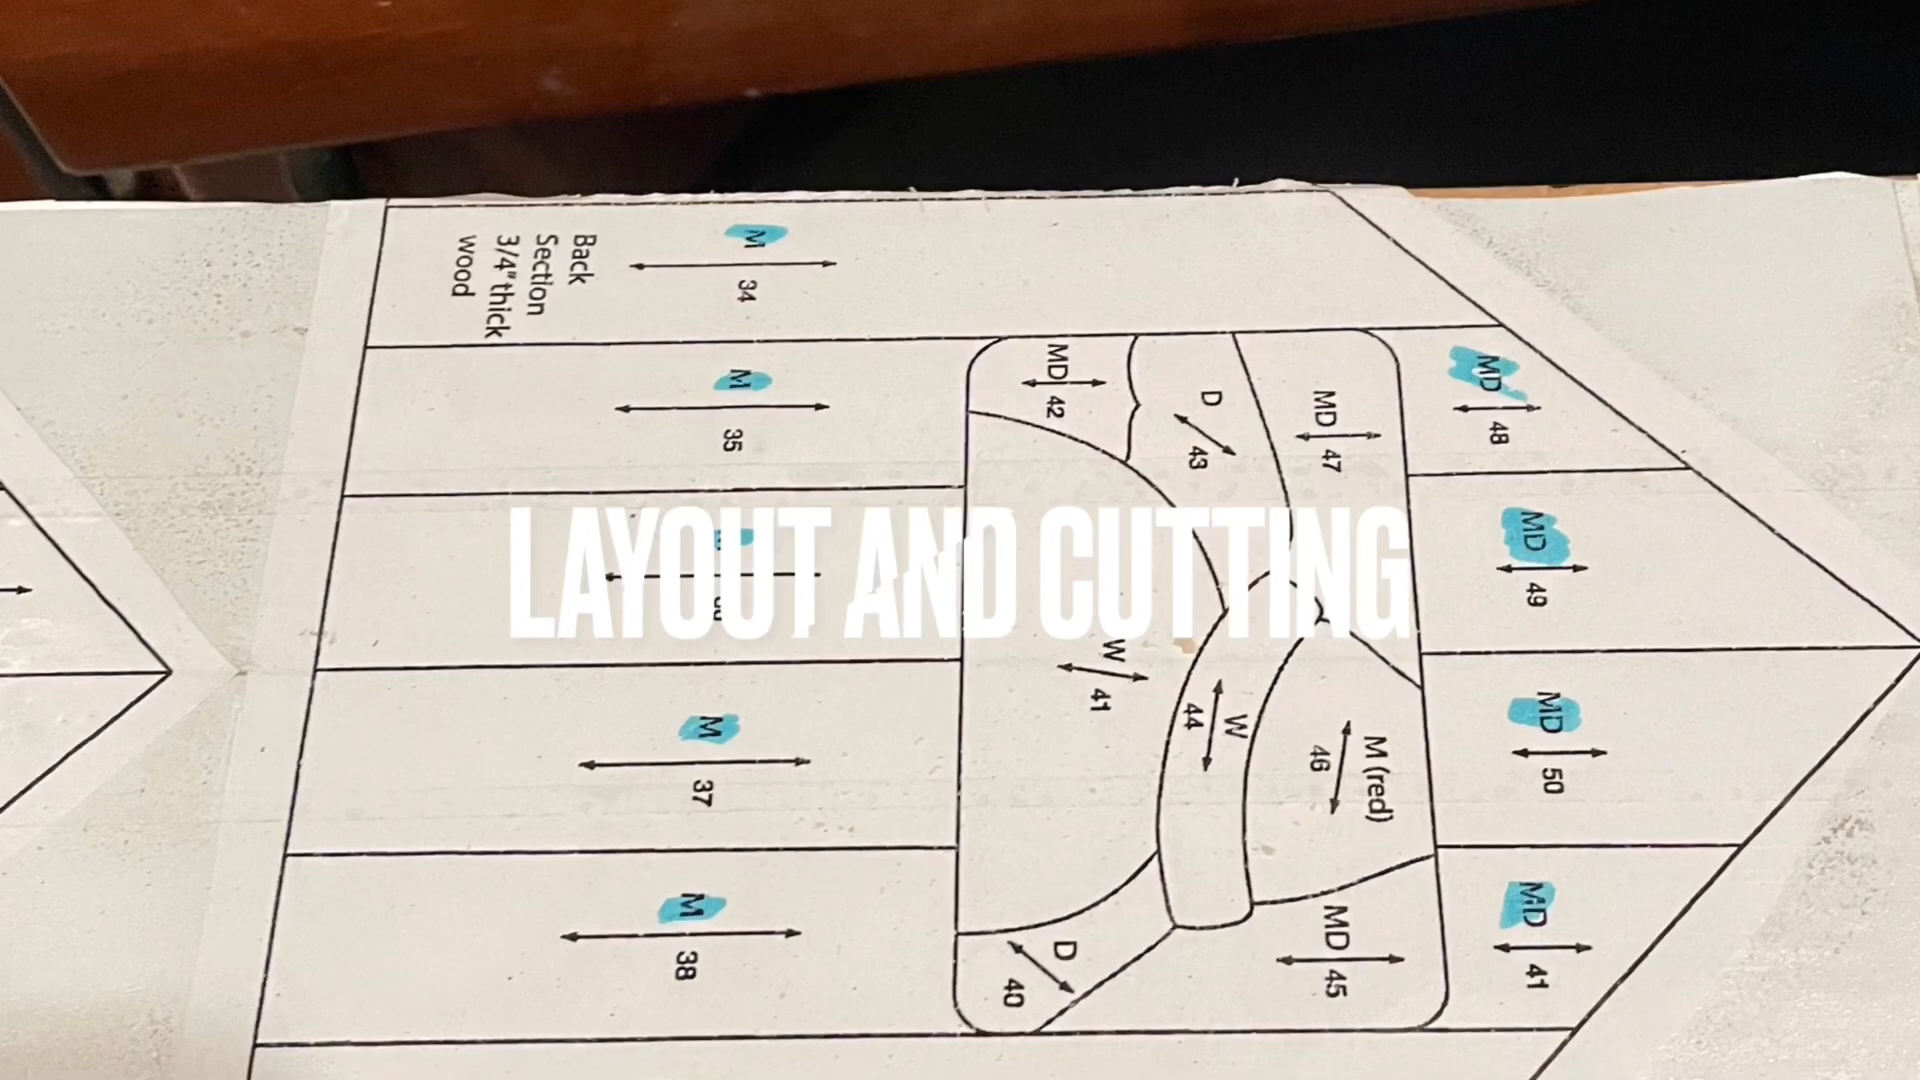 Back
Section
3/4" thick
wood
M
34
M
35
M
37
M
38
MD
42
D
43
MD
47
MD
48
MD
49
MD
50
MD
41
W
41
W
44
M (red)
46
MD
45
D
40
LAYOUT AND CUTTING